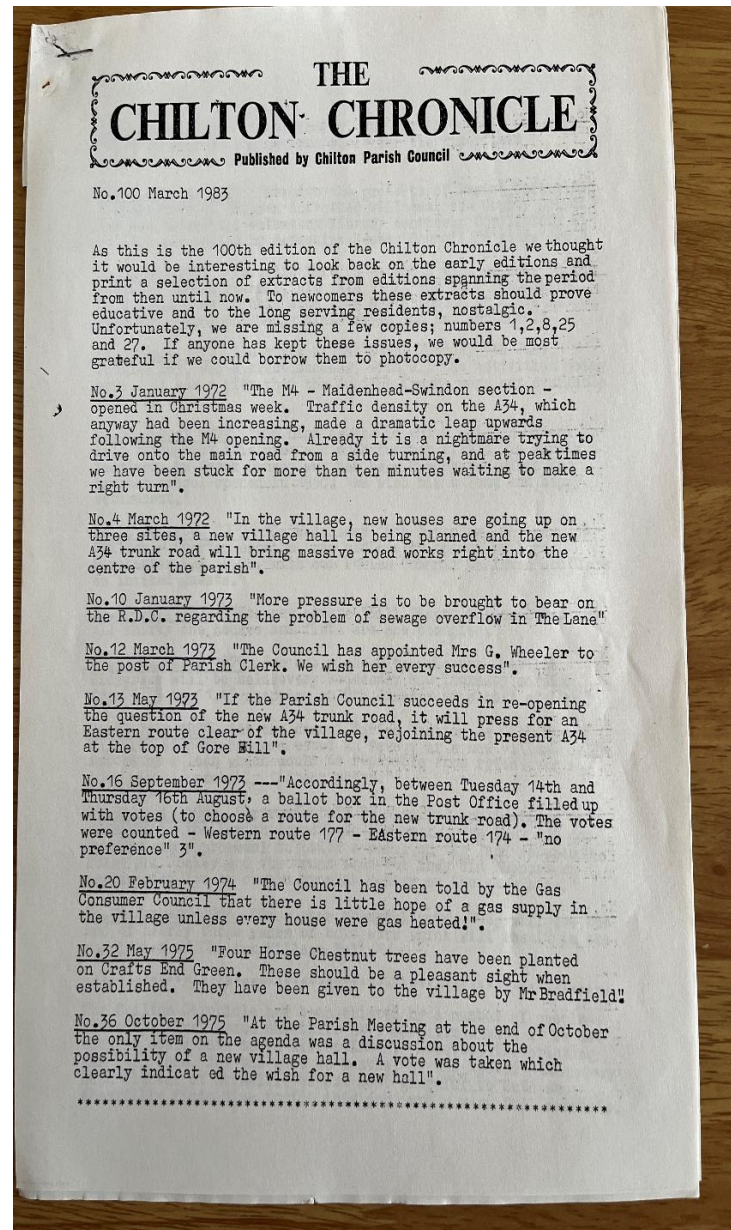 THE
CHILTON CHRONICLE
Published by Chilton Parish Council
No.100 March 1983
As this is the 100th edition of the Chilton Chronicle we thought
it would be interesting to look back on the early editions and
print a selection of extracts from editions spanning the period
from then until now. To newcomers these extracts should prove
educative and to the long serving residents, nostalgic.
Unfortunately, we are missing a few copies; numbers 1,2,8,25
and 27. If anyone has kept these issues, we would be most
grateful if we could borrow them to photocopy.
No.3 January 1972 "The M4 - Maidenhead-Swindon section -
opened in Christmas week. Traffic density on the A34, which
anyway had been increasing, made a dramatic leap upwards
following the M4 opening. Already it is a nightmare trying to
drive onto the main road from a side turning, and at peak times
we have been stuck for more than ten minutes waiting to make a
right turn".
No.4 March 1972 "In the village, new houses are going up on
three sites, a new village hall is being planned and the new
A34 trunk road will bring massive road works right into the
centre of the parish".
No.10 January 1973 "More pressure is to be brought to bear on
the R.D.C. regarding the problem of sewage overflow in The Lane"
No.12 March 1973 "The Council has appointed Mrs G. Wheeler to
the post of Parish Clerk. We wish her every success".
No.13 May 1973 "If the Parish Council succeeds in re-opening
the question of the new A34 trunk road, it will press for an
Eastern route clear of the village, rejoining the present A34
at the top of Gore Hill".
No.16 September 1973 ---"Accordingly, between Tuesday 14th and
Thursday 16th August, a ballot box in the Post Office filled up
with votes (to choose a route for the new trunk road). The votes
were counted - Western route 177 - Eastern route 174 - "no
preference" 3".
No.20 February 1974 "The Council has been told by the Gas
Consumer Council that there is little hope of a gas supply in
the village unless every house were gas heated!".
No.32 May 1975 "Four Horse Chestnut trees have been planted
on Crafts End Green. These should be a pleasant sight when
established. They have been given to the village by Mr Bradfield".
No.36 October 1975 "At the Parish Meeting at the end of October
the only item on the agenda was a discussion about the
possibility of a new village hall. A vote was taken which
clearly indicat ed the wish for a new hall".
****************************************************************